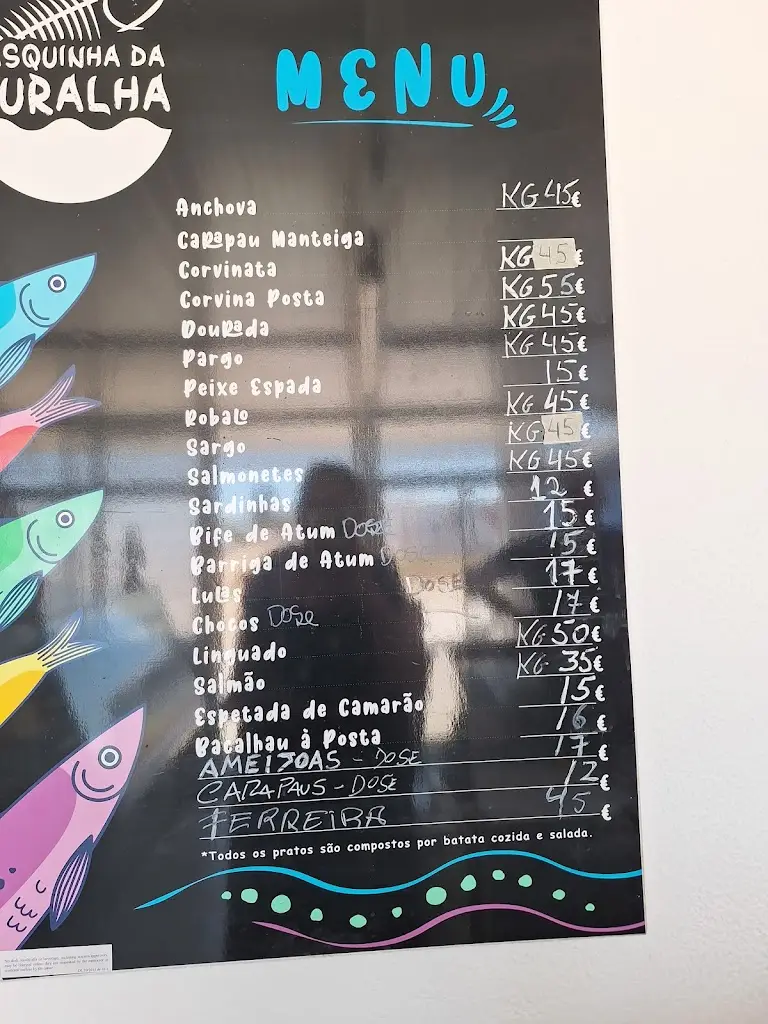 SQUINHA DA
URALHA
MENU
Anchova KG 45€
Carapau Manteiga
Corvinata KG 45€
Corvina Posta KG 55€
Dourada KG 45€
Pargo KG 45€
Peixe Espada 15€
Robalo KG 45€
Sargo KG 45€
Salmonetes KG 45€
Sardinhas 12€
Bife de Atum DOSE 15€
Barriga de Atum DOSE 15€
Lulas DOSE 17€
Chocos DOSE 17€
Linguado KG 50€
Salmão KG 35€
Espetada de Camarão 15€
Bacalhau à Posta 16€
AMEIJOAS - DOSE 17€
CARAPAUS - DOSE 12€
FERREIRA 45€
*Todos os pratos são compostos por batata cozida e salada.